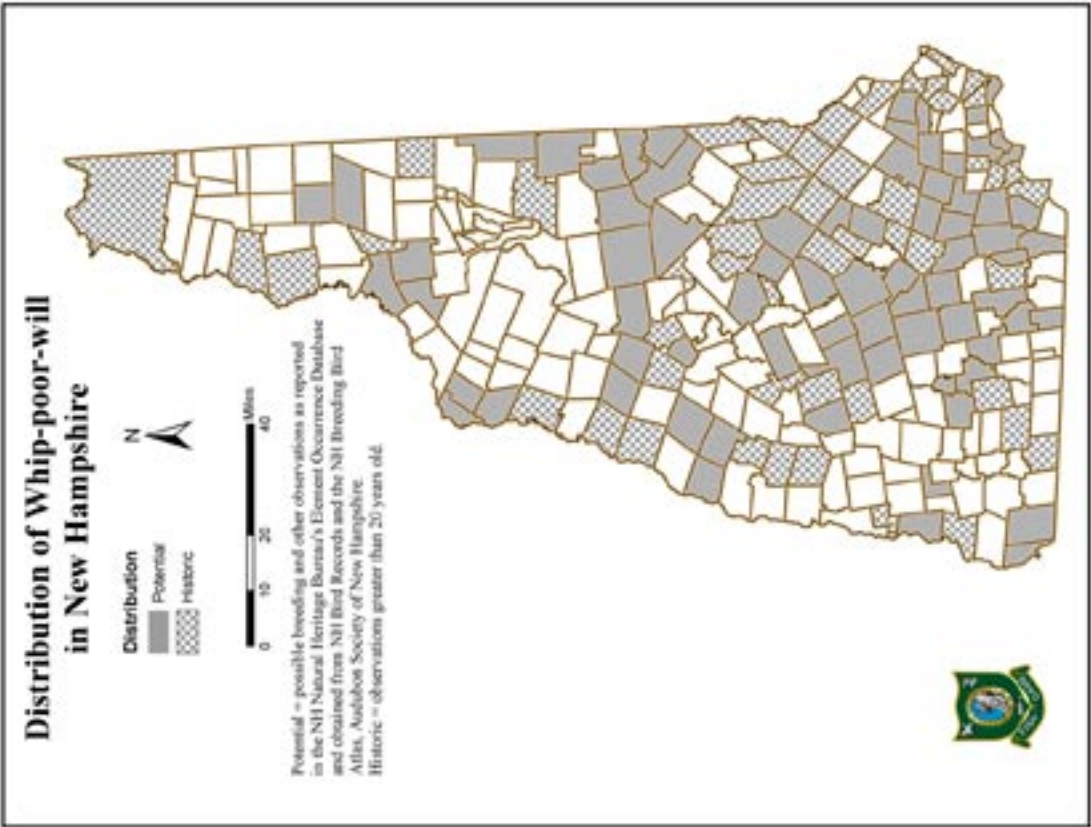 Distribution of Whip-poor-will
in New Hampshire
N
Distribution
Potential
Historic
0 10 20 40
Miles
Potential = possible breeding and other observations as reported
in the NH Natural Heritage Bureau's Element Occurrence Database
and obtained from NH Bird Records and the NH Breeding Bird
Atlas, Audubon Society of New Hampshire.
Historic = observations greater than 20 years old.